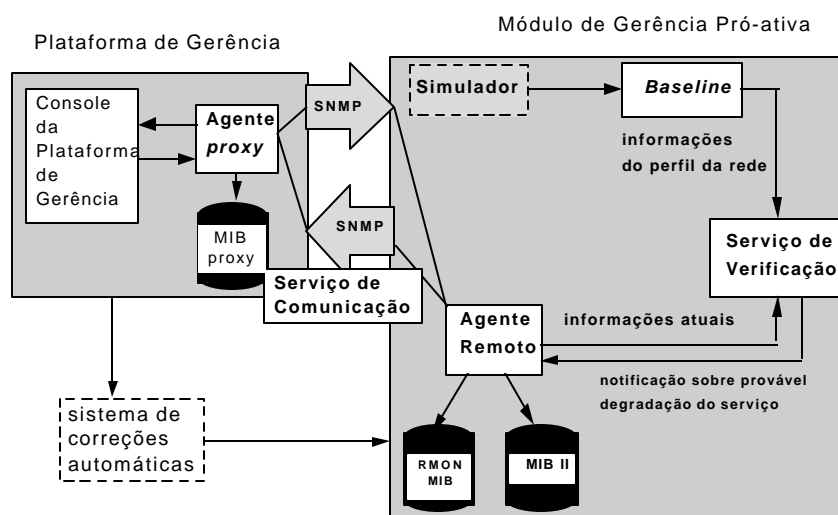 Plataforma de Gerência
Módulo de Gerência Pró-ativa
Console
da
Plataforma
de
Gerência
Agente
proxy
MIB
proxy
SNMP
SNMP
Serviço de
Comunicação
Simulador
Baseline
informações
do perfil da rede
Serviço de
Verificação
Agente
Remoto
informações atuais
notificação sobre provável
degradação do serviço
RMON
MIB
MIB II
sistema de
correções
automáticas